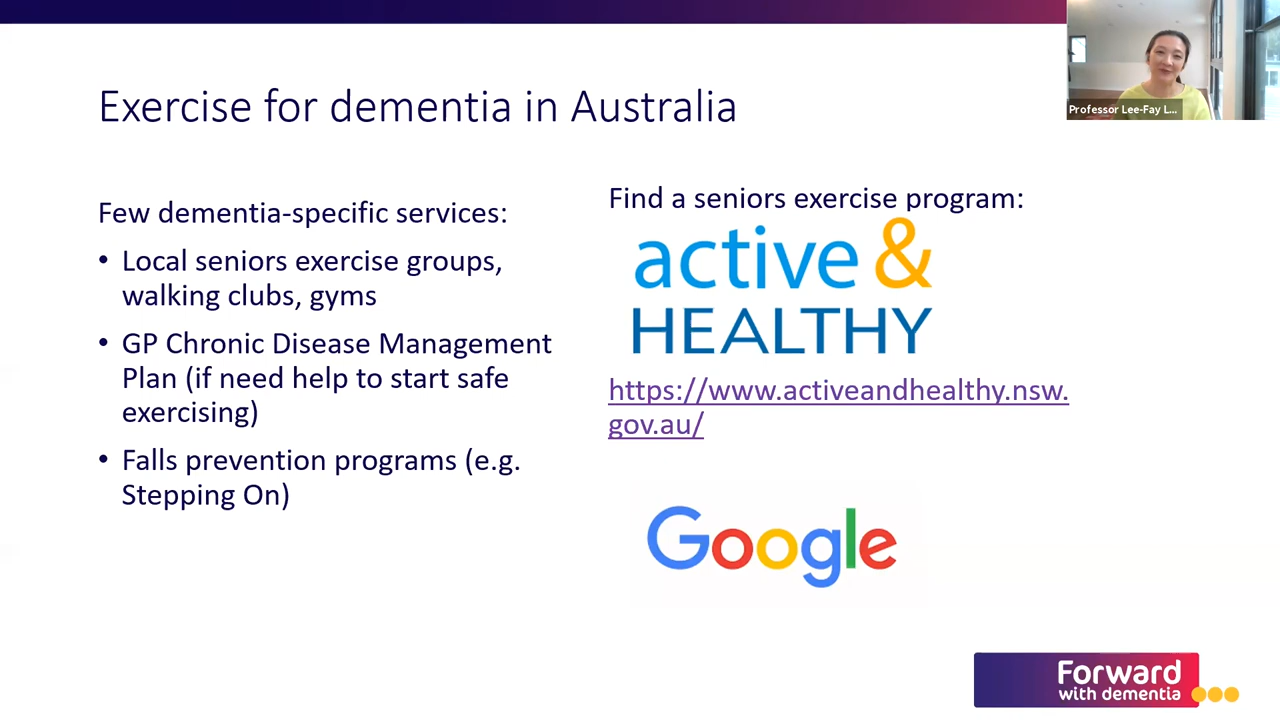 Professor Lee-Fay L...
Exercise for dementia in Australia
Few dementia-specific services:
• Local seniors exercise groups,
walking clubs, gyms
• GP Chronic Disease Management
Plan (if need help to start safe
exercising)
• Falls prevention programs (e.g.
Stepping On)
Find a seniors exercise program:
active &
HEALTHY
https://www.activeandhealthy.nsw.
gov.au/
Google
Forward
with dementia